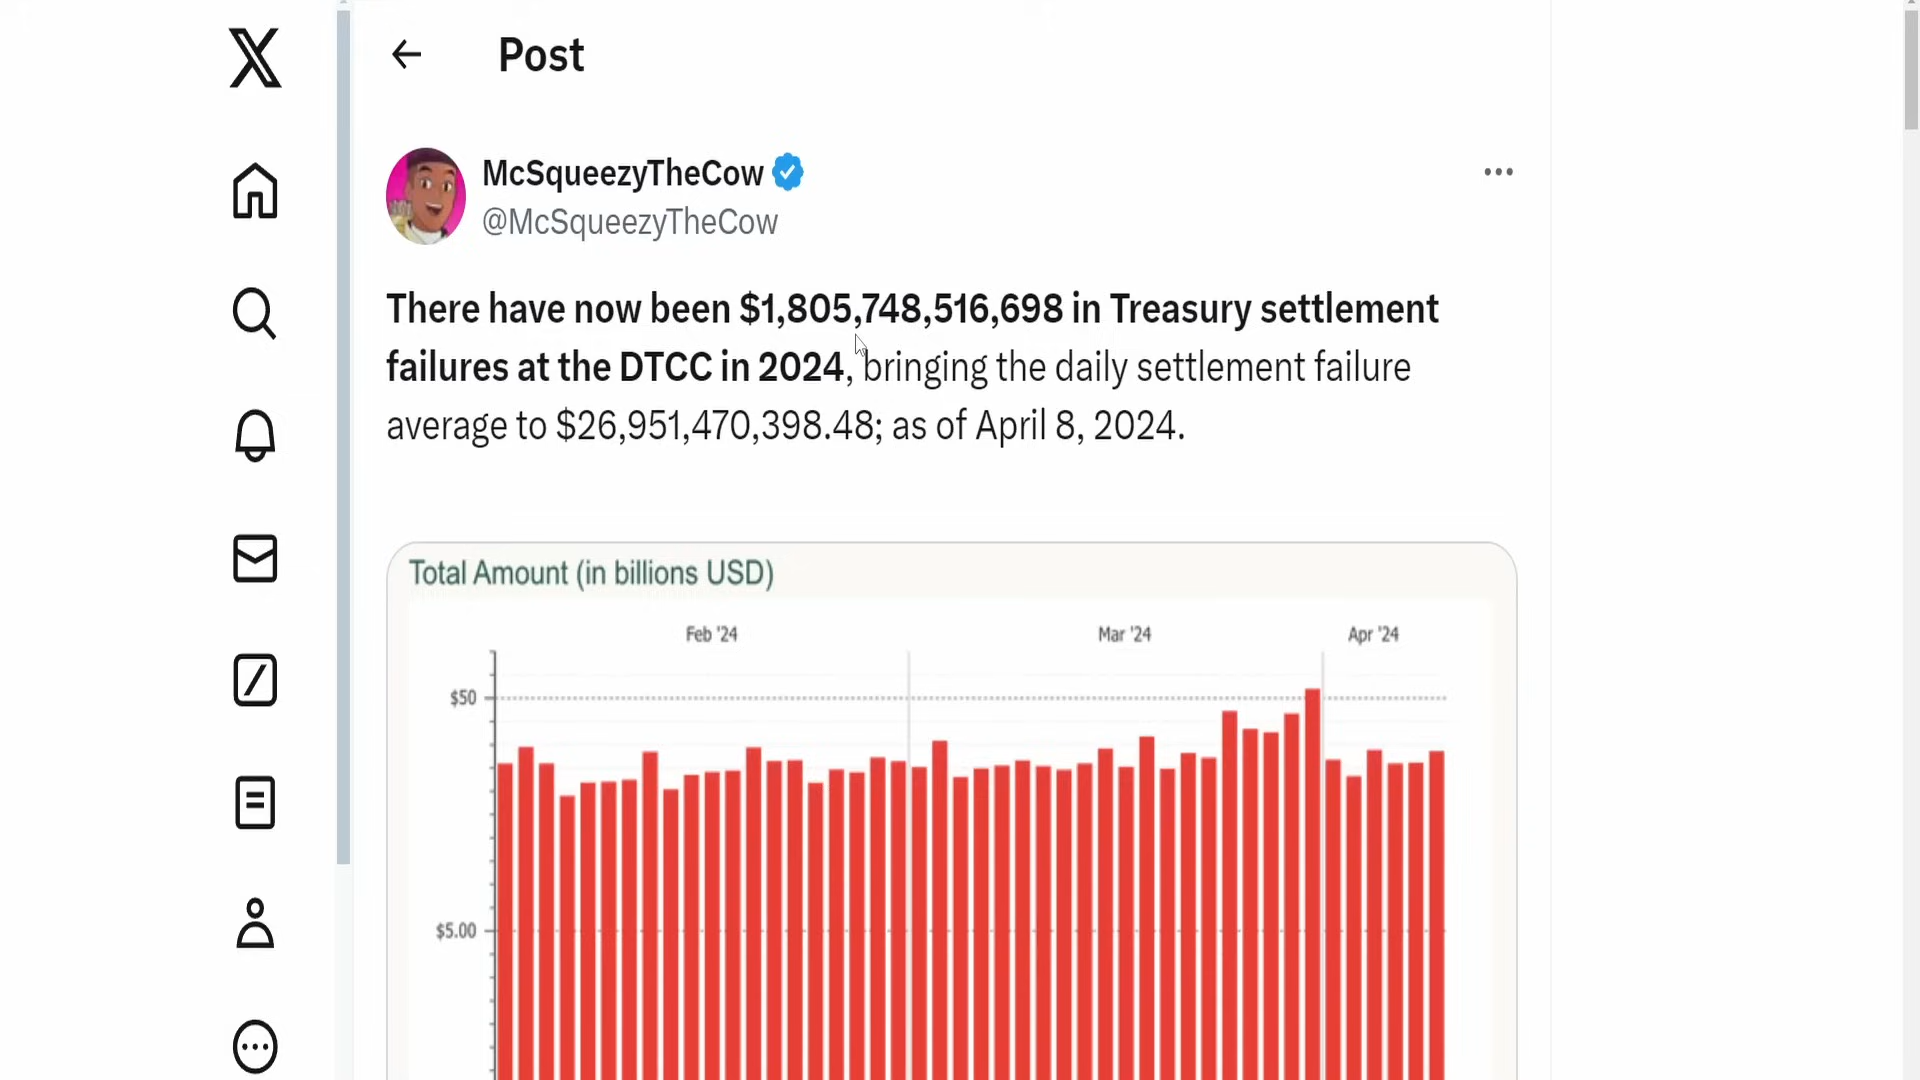 Post
McSqueezyTheCow
@McSqueezyTheCow
There have now been $1,805,748,516,698 in Treasury settlement
failures at the DTCC in 2024, bringing the daily settlement failure
average to $26,951,470,398.48; as of April 8, 2024.
Total Amount (in billions USD)
Feb '24 Mar '24 Apr '24
$50
$5.00